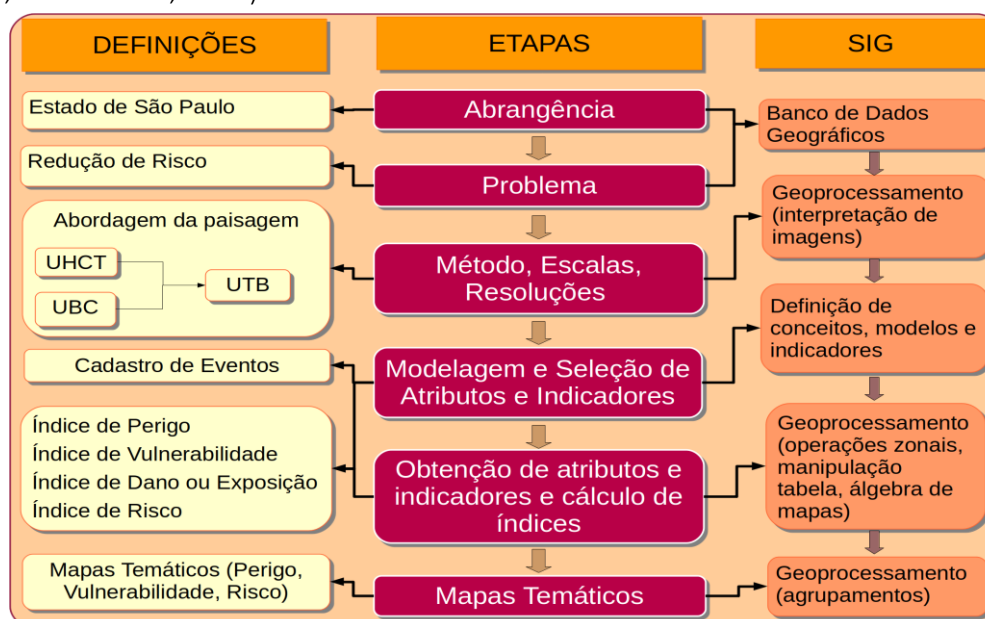 DEFINIÇÕES
ETAPAS
SIG
Estado de São Paulo
Abrangência
Banco de Dados
Geográficos
Redução de Risco
Problema
Geoprocessamento
(interpretação de
imagens)
Abordagem da paisagem
UHCT
UBC
UTB
Método, Escalas,
Resoluções
Definição de
conceitos, modelos e
indicadores
Cadastro de Eventos
Modelagem e Seleção de
Atributos e Indicadores
Índice de Perigo
Índice de Vulnerabilidade
Índice de Dano ou Exposição
Índice de Risco
Obtenção de atributos e
indicadores e cálculo de
índices
Geoprocessamento
(operações zonais,
manipulação
tabela, álgebra de
mapas)
Mapas Temáticos (Perigo,
Vulnerabilidade, Risco)
Mapas Temáticos
Geoprocessamento
(agrupamentos)